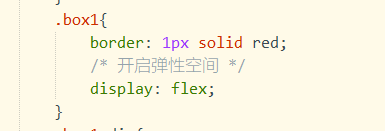 .box1{
border: 1px solid red;
/* 开启弹性空间 */
display: flex;
}